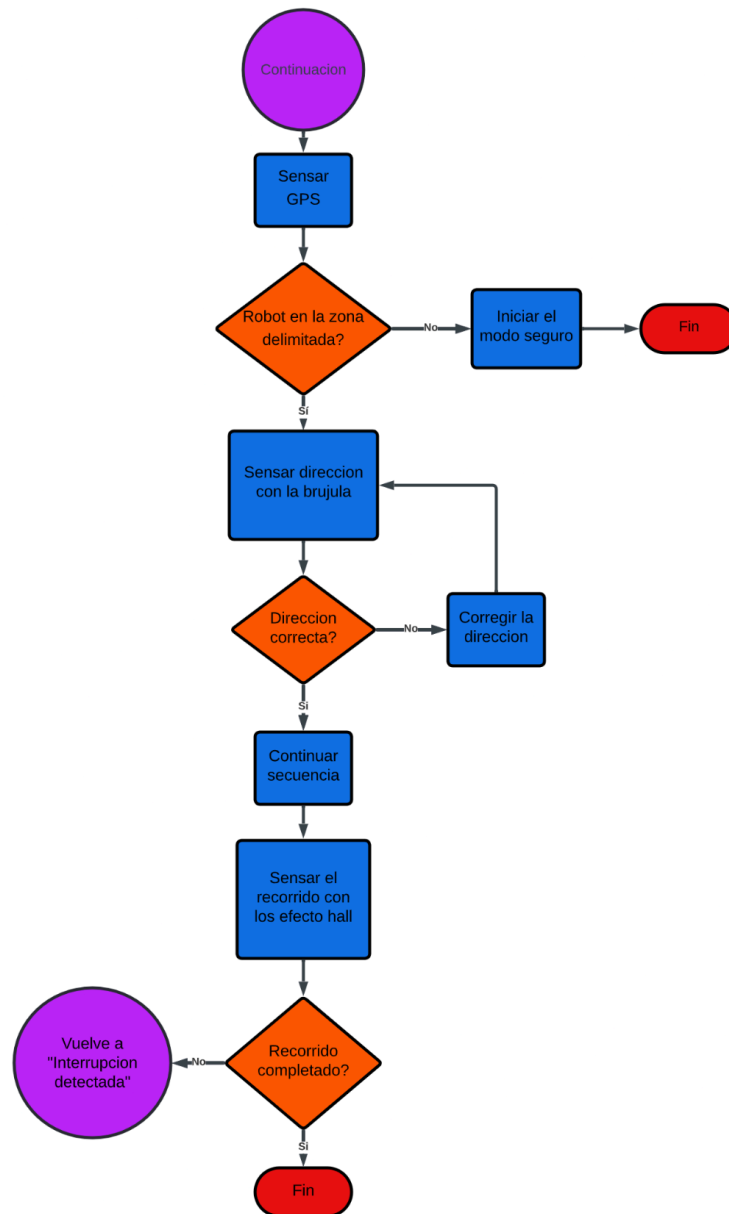 Continuacion
Sensar
GPS
Robot en la zona
delimitada?
No
Iniciar el
modo seguro
Fin
Sí
Sensar direccion
con la brujula
Direccion
correcta?
No
Corregir la
direccion
Si
Continuar
secuencia
Sensar el
recorrido con
los efecto hall
Recorrido
completado?
No
Vuelve a
"Interrupcion
detectada"
Si
Fin